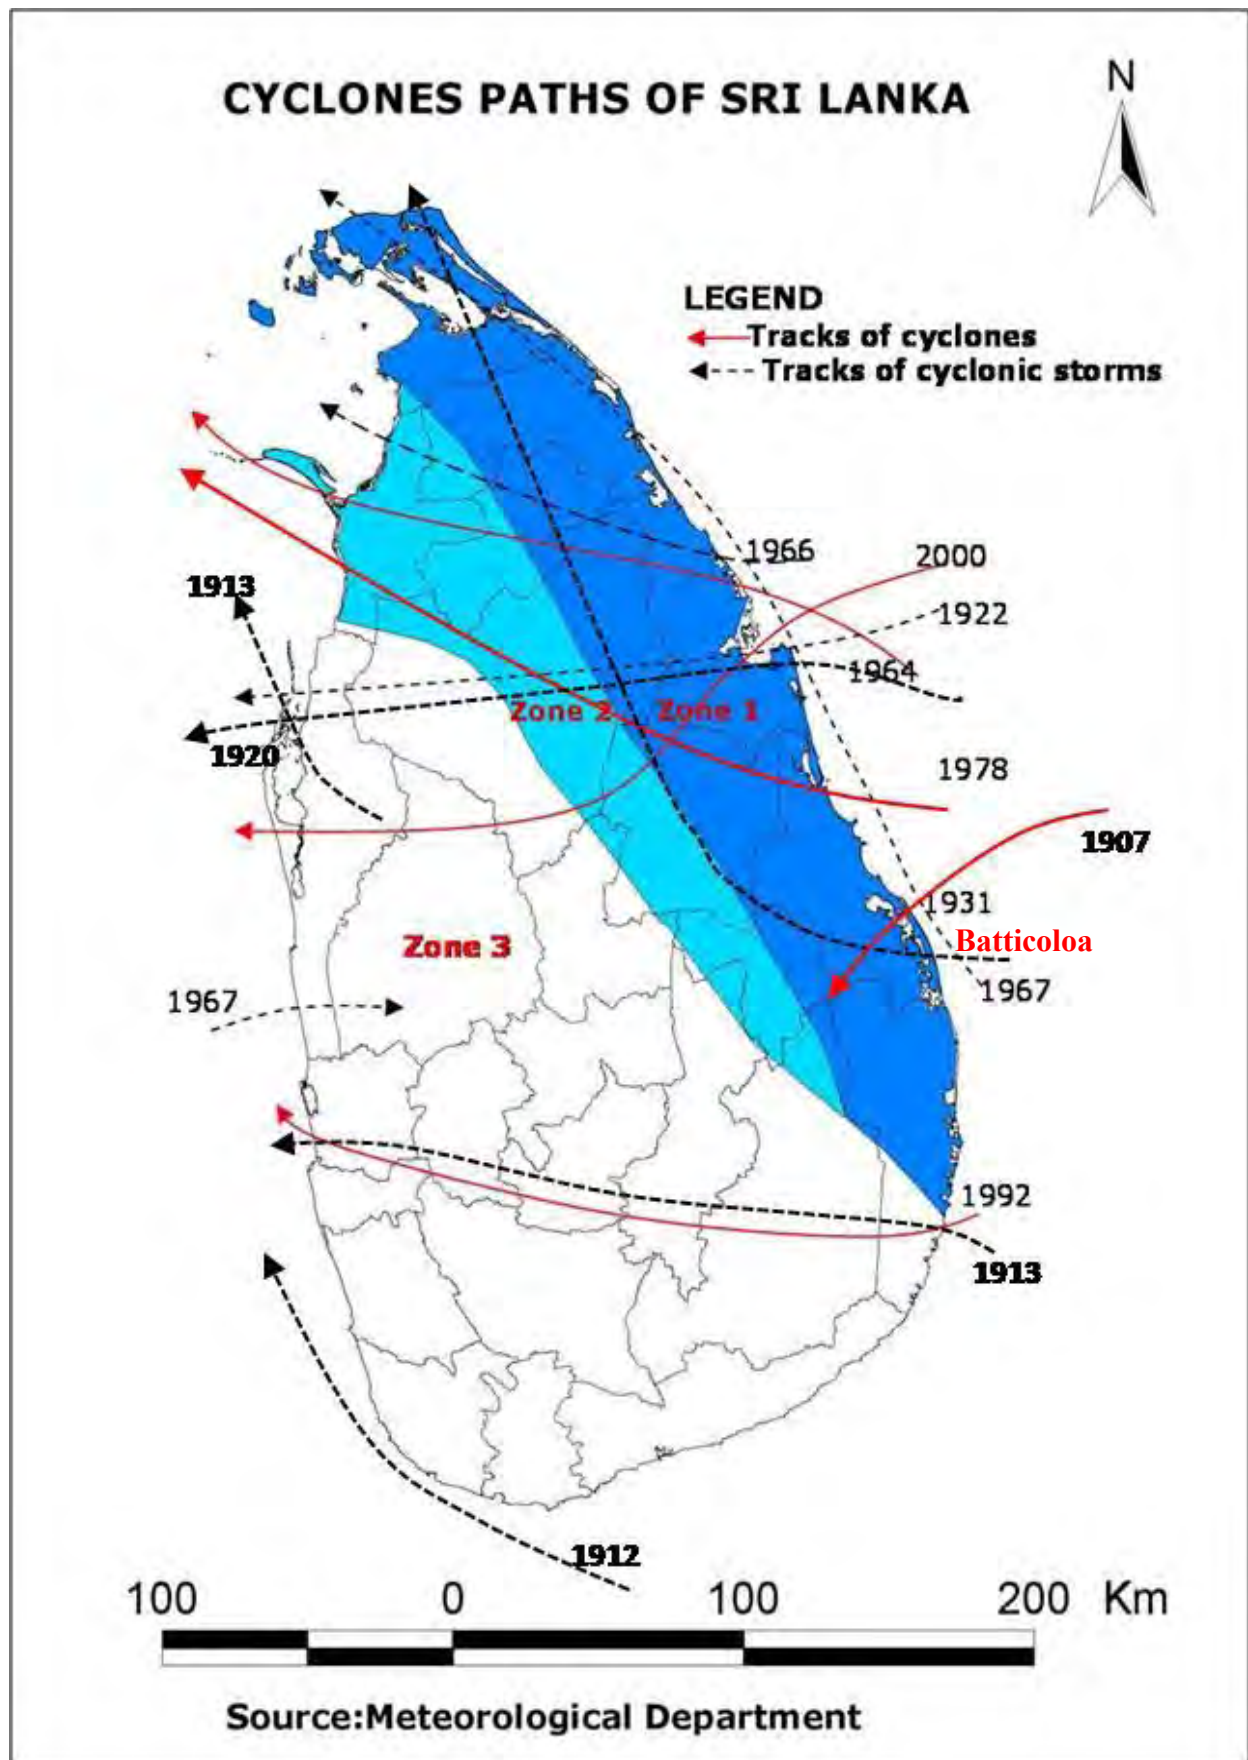 CYCLONES PATHS OF SRI LANKA
N
LEGEND
Tracks of cyclones
Tracks of cyclonic storms
1966
2000
1913
1922
1964
Zone 2
Zone 1
1920
1978
1907
1931
Batticoloa
Zone 3
1967
1967
1992
1913
1912
100 0 100 200 Km
Source:Meteorological Department